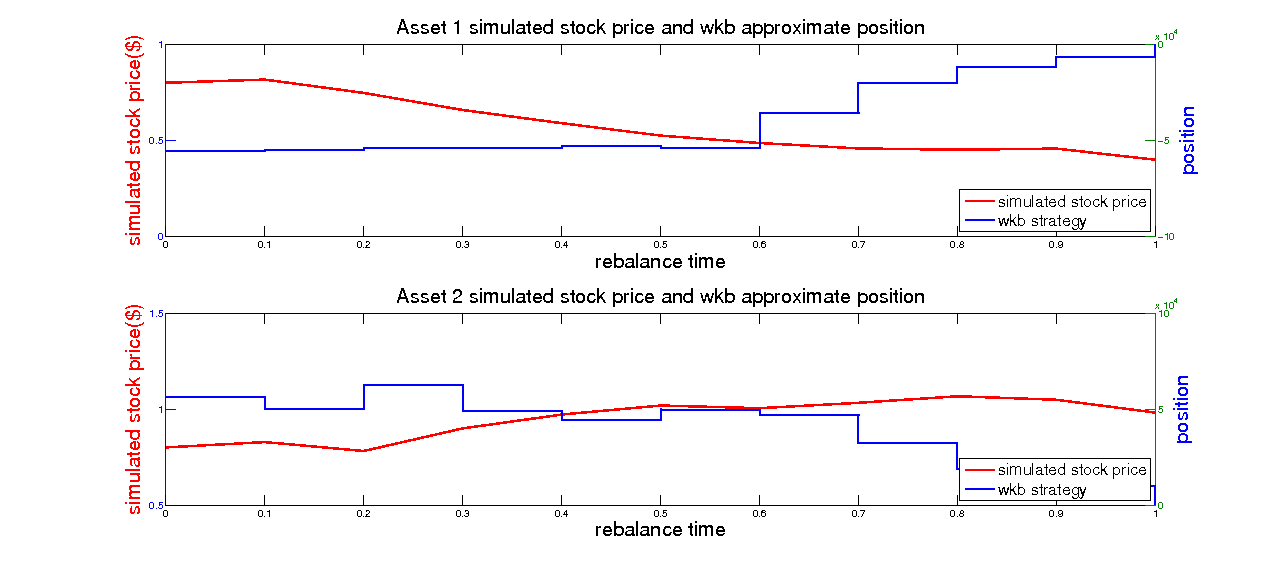 Asset 1 simulated stock price and wkb approximate position
x 10^4
simulated stock price($)
1
0.5
0
0
-5
-10
position
simulated stock price
wkb strategy
0 0.1 0.2 0.3 0.4 0.5 0.6 0.7 0.8 0.9 1
rebalance time
Asset 2 simulated stock price and wkb approximate position
x 10^4
simulated stock price($)
1.5
1
0.5
10
5
0
position
simulated stock price
wkb strategy
0 0.1 0.2 0.3 0.4 0.5 0.6 0.7 0.8 0.9 1
rebalance time